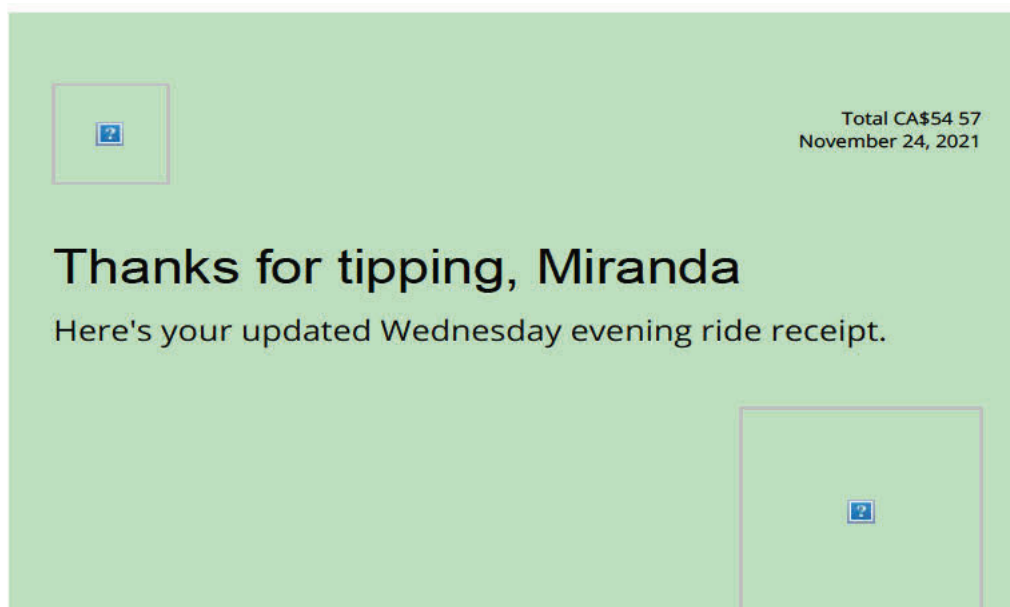 Total CA$54 57
November 24, 2021
Thanks for tipping, Miranda
Here's your updated Wednesday evening ride receipt.